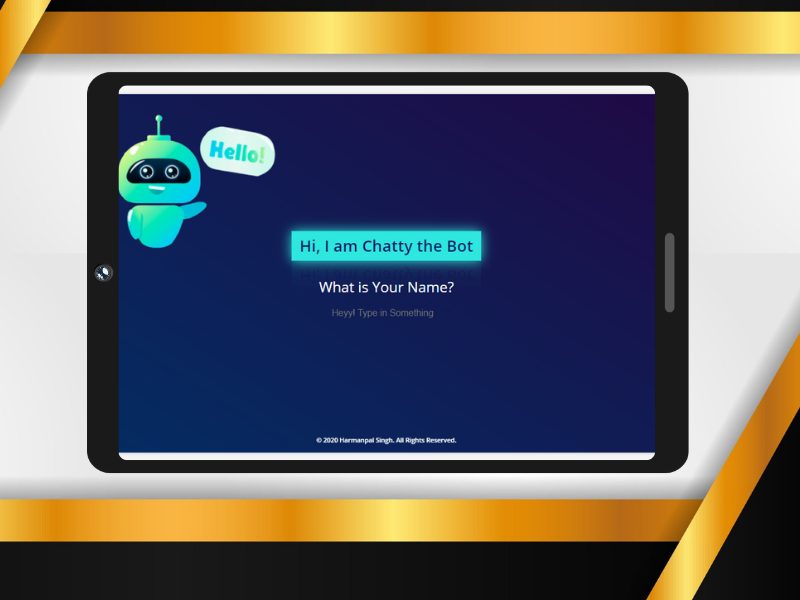 Hello!
Hi, I am Chatty the Bot
What is Your Name?
Heyy! Type in Something
© 2020 Harmanpal Singh. All Rights Reserved.